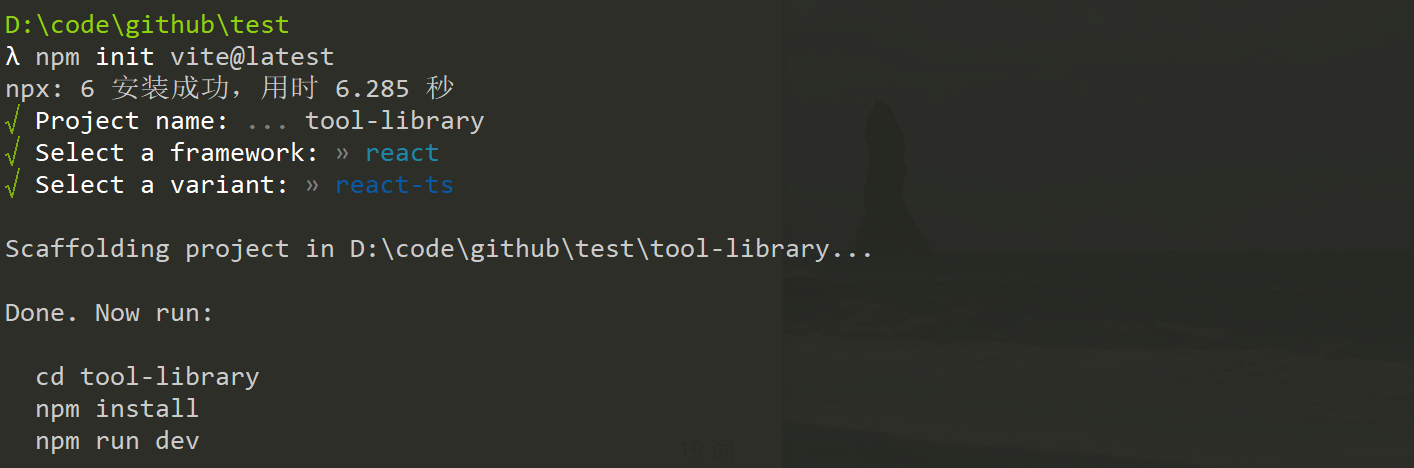 D:\code\github\test
λ npm init vite@latest
npx: 6 安装成功，用时 6.285 秒
√ Project name: ... tool-library
√ Select a framework: » react
√ Select a variant: » react-ts
Scaffolding project in D:\code\github\test\tool-library...
Done. Now run:
cd tool-library
npm install
npm run dev
19 词